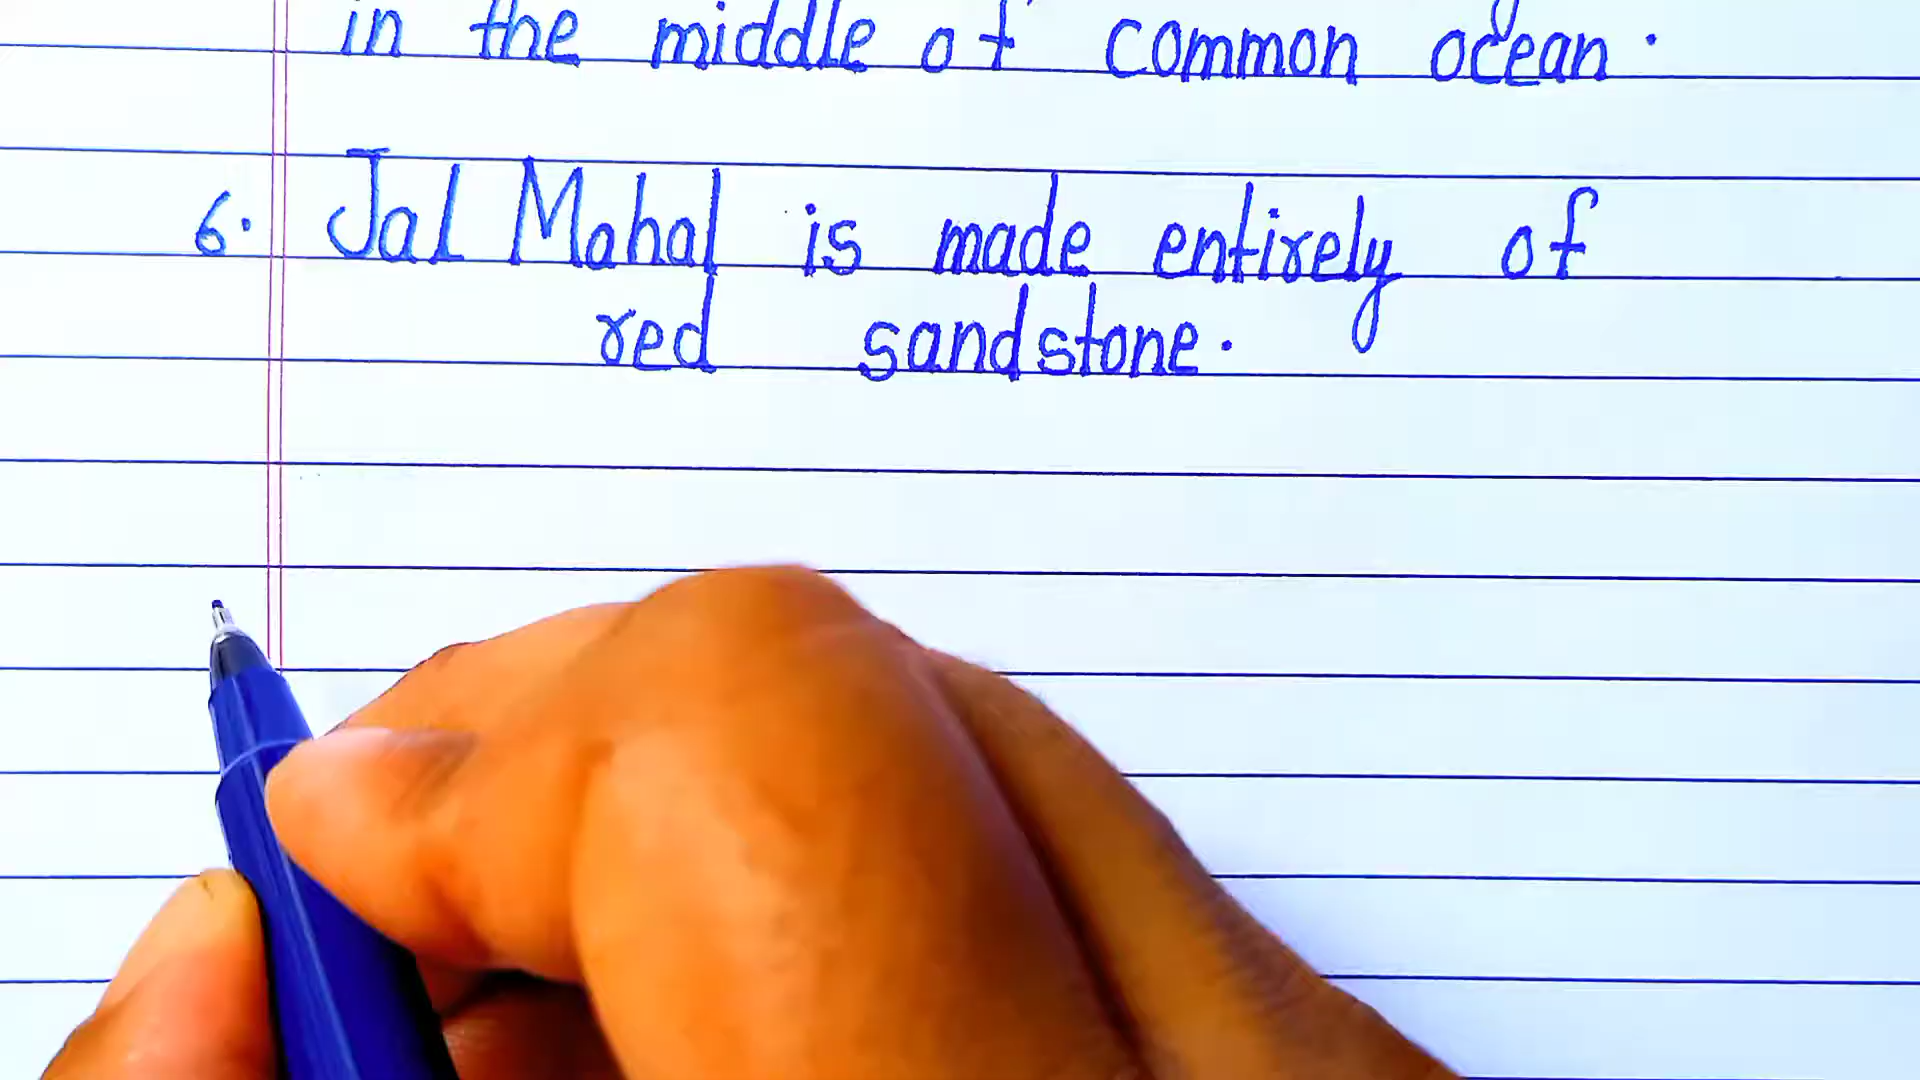 in the middle of common ocean.
6. Jal Mahal is made entirely of
red sandstone.